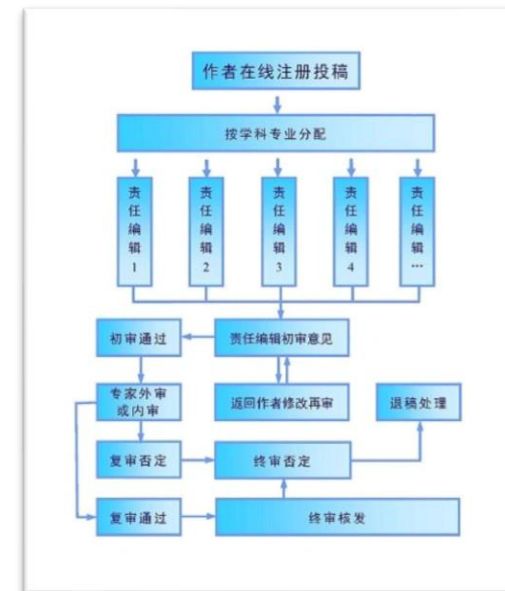 作者在线注册投稿
按学科专业分配
责任编辑1
责任编辑2
责任编辑3
责任编辑4
责任编辑…
初审通过
责任编辑初审意见
专家外审
或内审
返回作者修改再审
退稿处理
复审否定
终审否定
复审通过
终审核发